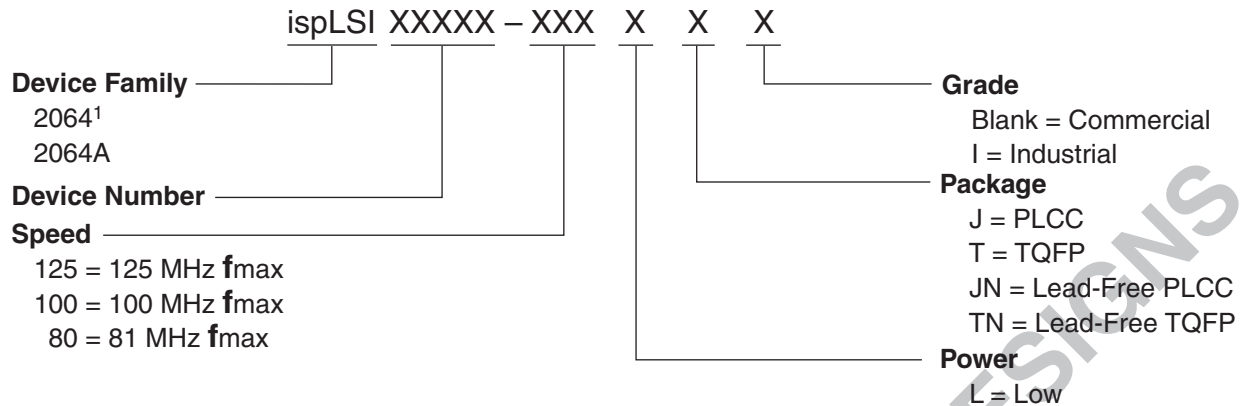 ispLSI XXXXX – XXX X X X
Device Family
2064¹
2064A
Device Number
Speed
125 = 125 MHz fmax
100 = 100 MHz fmax
80 = 81 MHz fmax
Grade
Blank = Commercial
I = Industrial
Package
J = PLCC
T = TQFP
JN = Lead-Free PLCC
TN = Lead-Free TQFP
Power
L = Low